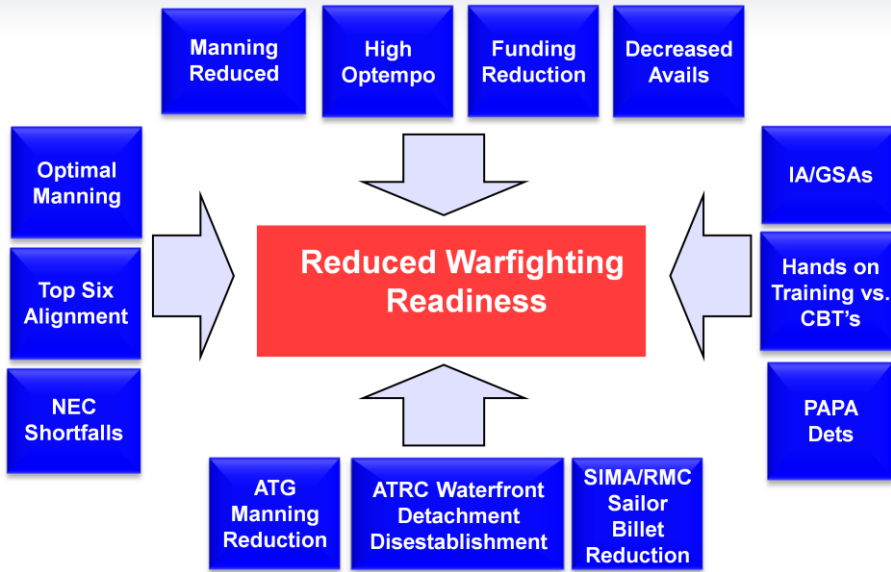 Manning
Reduced
High
Optempo
Funding
Reduction
Decreased
Avails
Optimal
Manning
Top Six
Alignment
NEC
Shortfalls
Reduced Warfighting
Readiness
IA/GSAs
Hands on
Training vs.
CBT's
PAPA
Dets
ATG
Manning
Reduction
ATRC Waterfront
Detachment
Disestablishment
SIMA/RMC
Sailor
Billet
Reduction